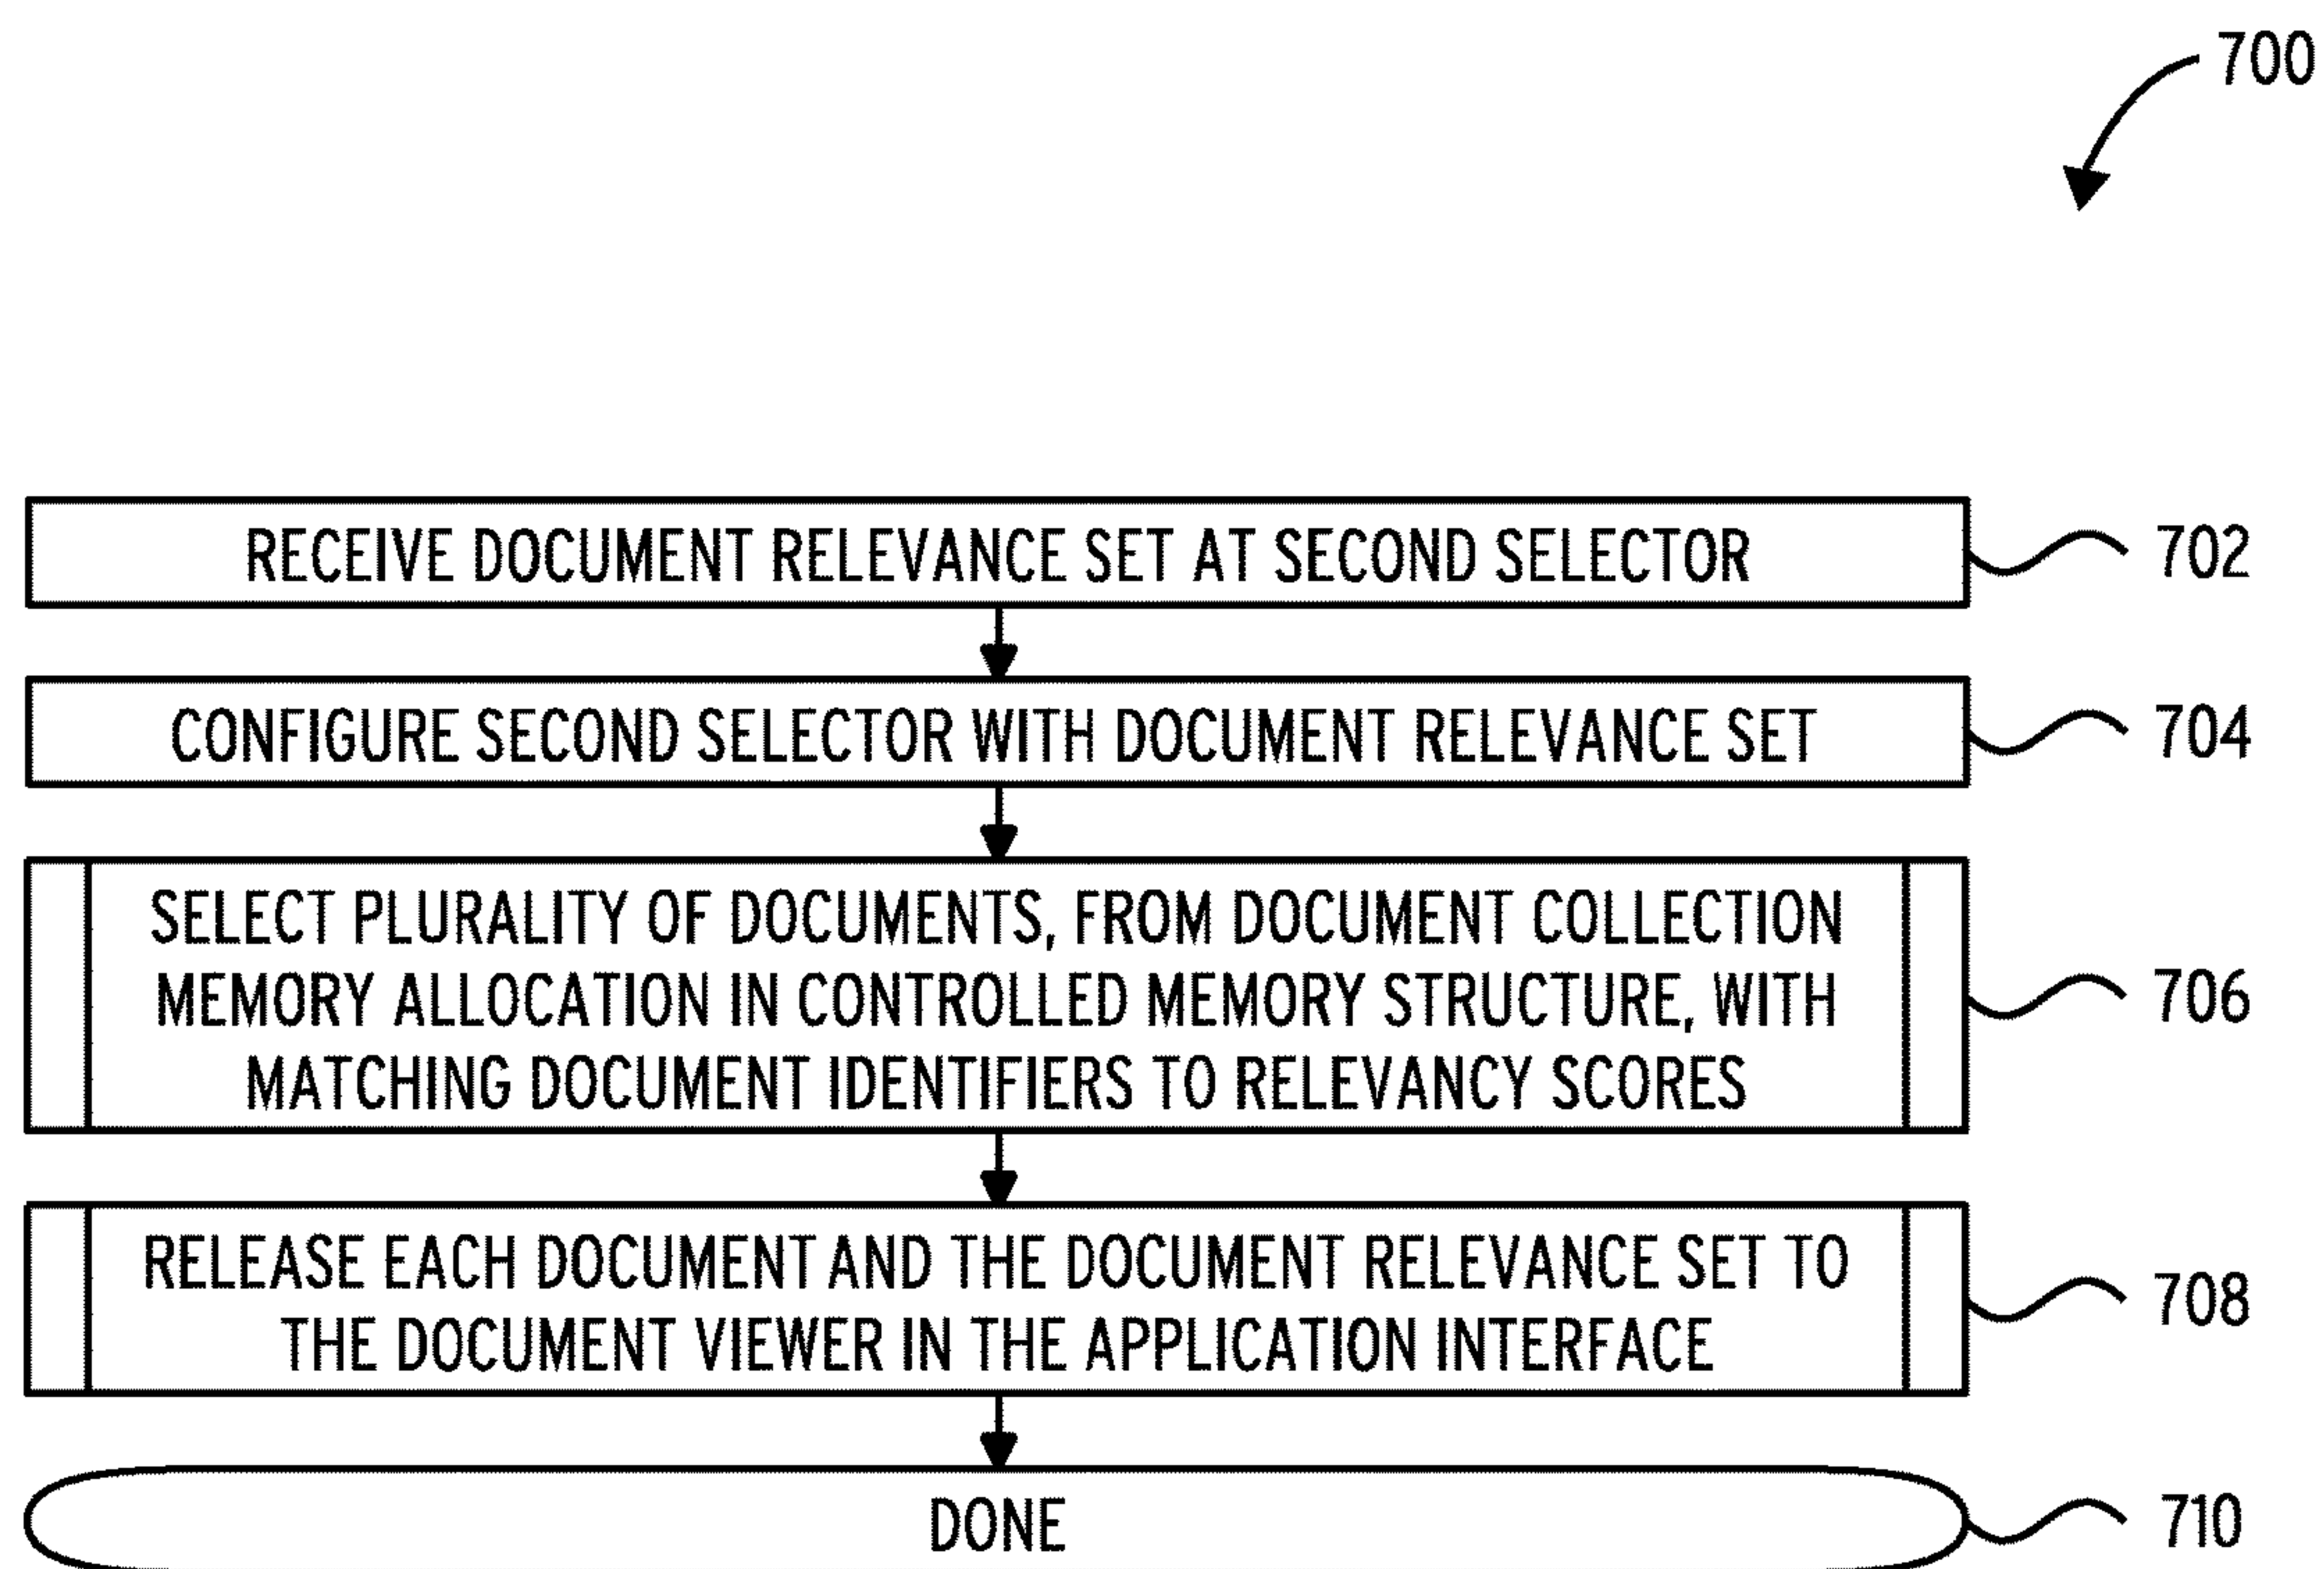 700
RECEIVE DOCUMENT RELEVANCE SET AT SECOND SELECTOR
702
CONFIGURE SECOND SELECTOR WITH DOCUMENT RELEVANCE SET
704
SELECT PLURALITY OF DOCUMENTS, FROM DOCUMENT COLLECTION
MEMORY ALLOCATION IN CONTROLLED MEMORY STRUCTURE, WITH
MATCHING DOCUMENT IDENTIFIERS TO RELEVANCY SCORES
706
RELEASE EACH DOCUMENT AND THE DOCUMENT RELEVANCE SET TO
THE DOCUMENT VIEWER IN THE APPLICATION INTERFACE
708
DONE
710